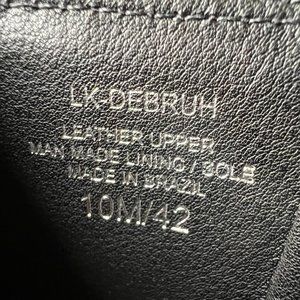 LK-DEBRUH
LEATHER UPPER
MAN MADE LINING / SOLE
MADE IN BRAZIL
10M/42